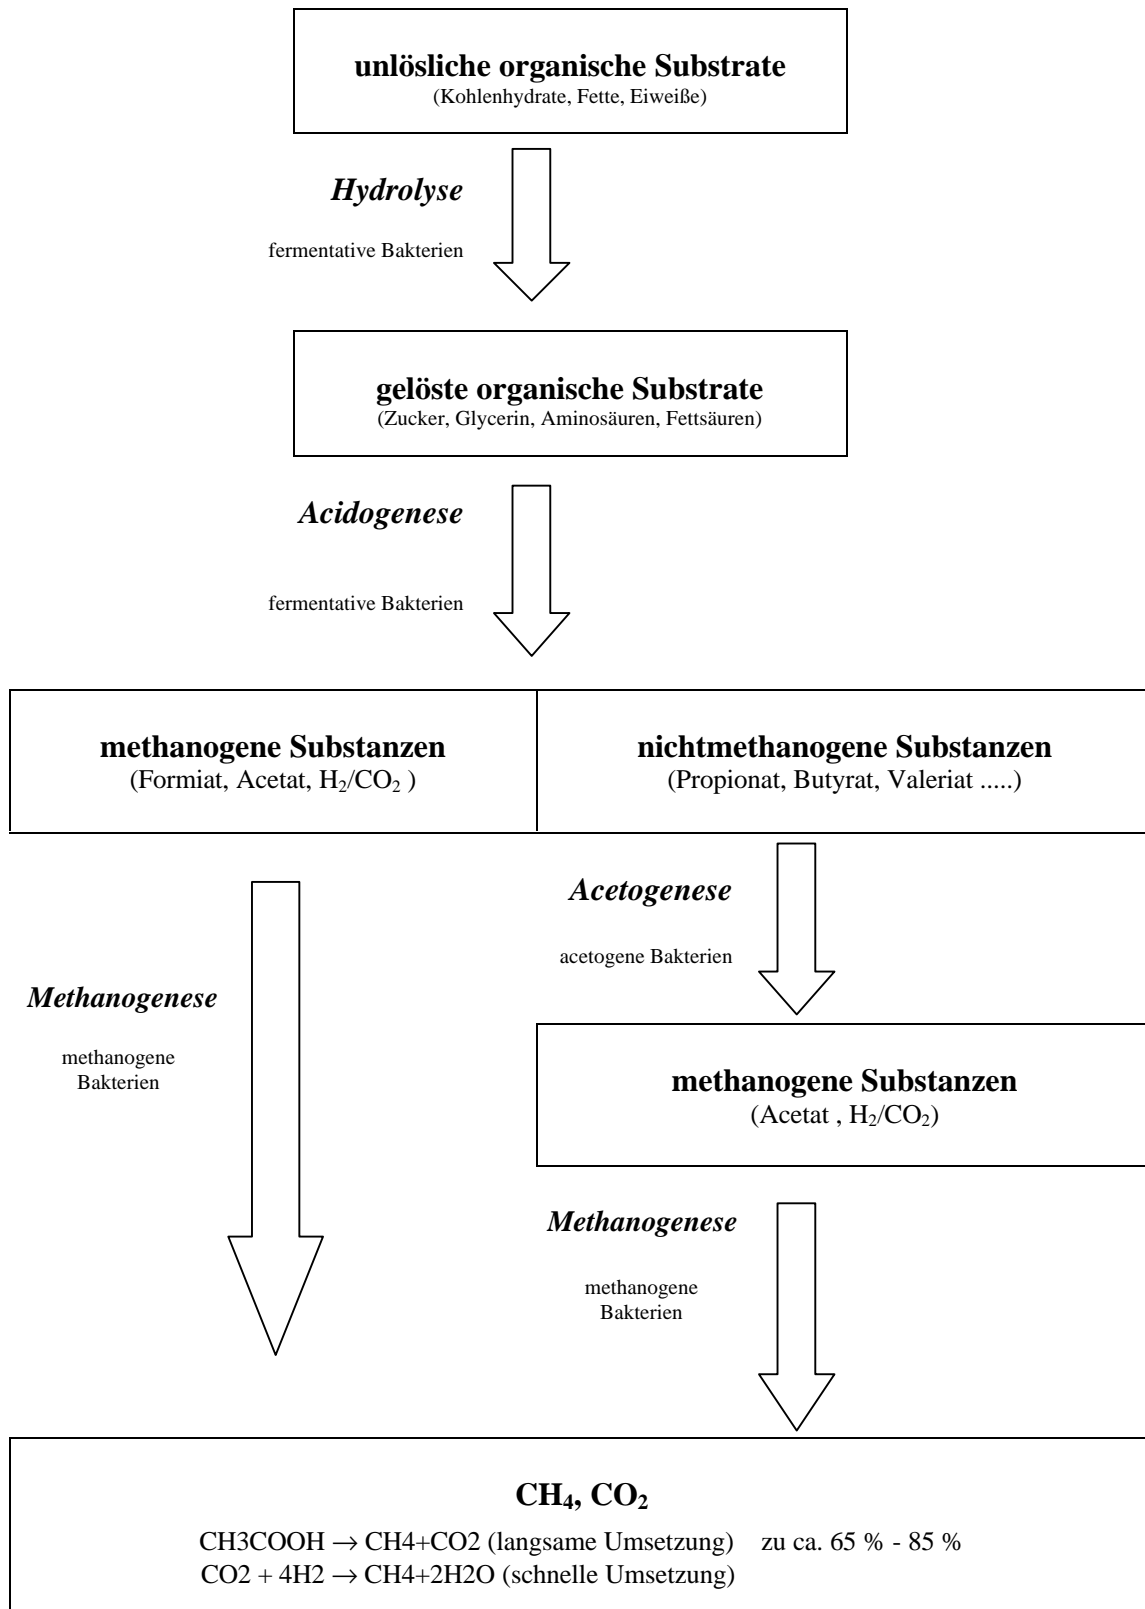 unlösliche organische Substrate
(Kohlenhydrate, Fette, Eiweiße)
Hydrolyse
fermentative Bakterien
gelöste organische Substrate
(Zucker, Glycerin, Aminosäuren, Fettsäuren)
Acidogenese
fermentative Bakterien
methanogene Substanzen
(Formiat, Acetat, H₂/CO₂ )
nichtmethanogene Substanzen
(Propionat, Butyrat, Valeriat .....)
Acetogenese
acetogene Bakterien
Methanogenese
methanogene
Bakterien
methanogene Substanzen
(Acetat , H₂/CO₂)
Methanogenese
methanogene
Bakterien
CH₄, CO₂
CH3COOH → CH4+CO2 (langsame Umsetzung) zu ca. 65 % - 85 %
CO2 + 4H2 → CH4+2H2O (schnelle Umsetzung)